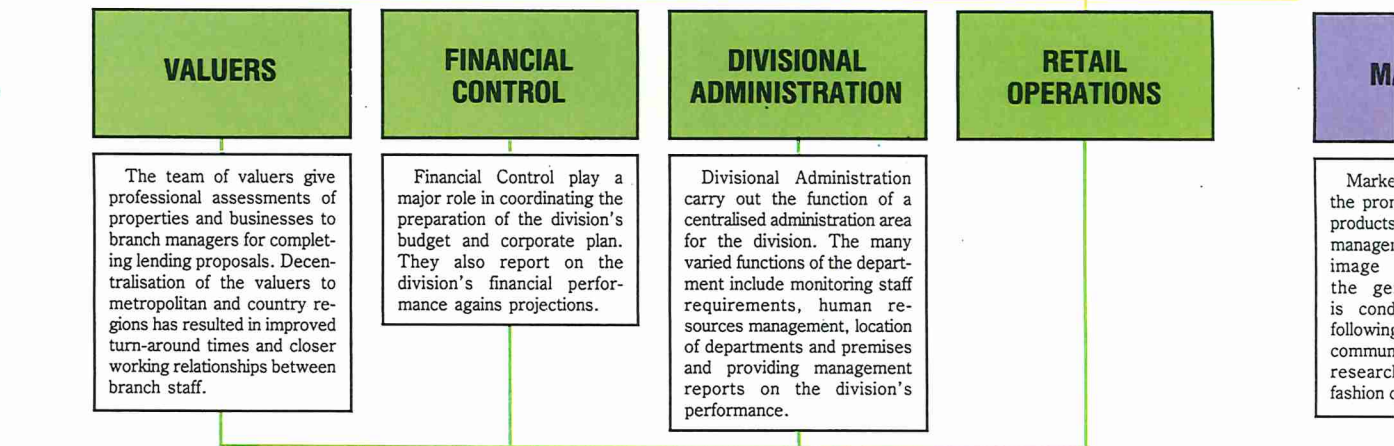 VALUERS
The team of valuers give
professional assessments of
properties and businesses to
branch managers for complet-
ing lending proposals. Decen-
tralisation of the valuers to
metropolitan and country re-
gions has resulted in improved
turn-around times and closer
working relationships between
branch staff.
FINANCIAL
CONTROL
Financial Control play a
major role in coordinating the
preparation of the division's
budget and corporate plan.
They also report on the
division's financial perfor-
mance agains projections.
DIVISIONAL
ADMINISTRATION
Divisional Administration
carry out the function of a
centralised administration area
for the division. The many
varied functions of the depart-
ment include monitoring staff
requirements, human re-
sources management, location
of departments and premises
and providing management
reports on the division's
performance.
RETAIL
OPERATIONS
the
products
image
the
is
following